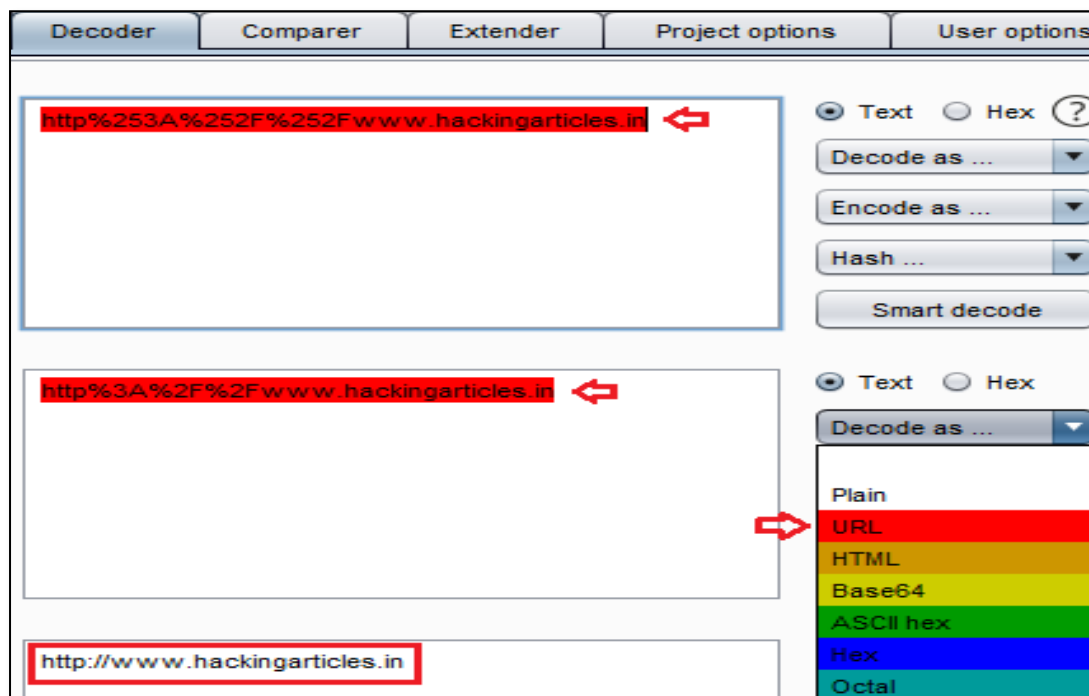 Decoder Comparer Extender Project options User options
http%253A%252F%252Fwww.hackingarticles.in
Text Hex ?
Decode as ...
Encode as ...
Hash ...
Smart decode
http%3A%2F%2Fwww.hackingarticles.in
Text Hex
Decode as ...
Plain
URL
HTML
Base64
ASCII hex
Hex
Octal
http://www.hackingarticles.in